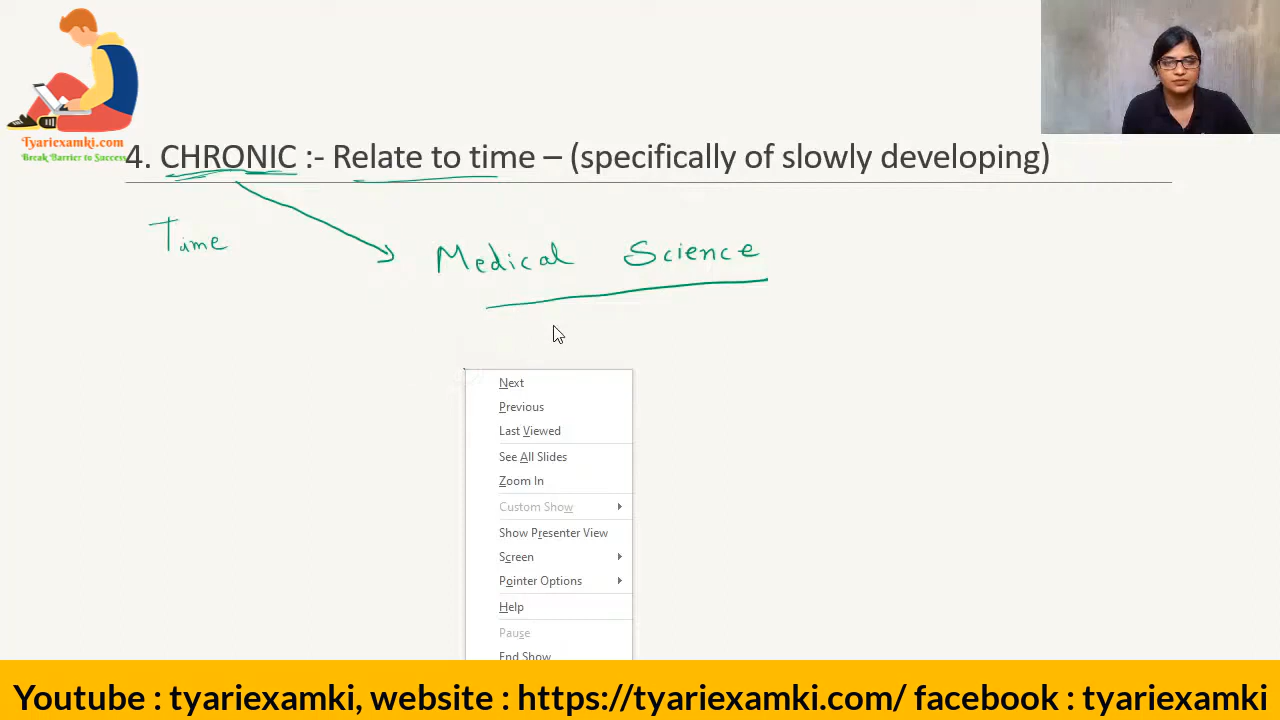 Tyariexamki.com
Break Barrier to Success
4. CHRONIC :- Relate to time – (specifically of slowly developing)
Time
Medical Science
Next
Previous
Last Viewed
See All Slides
Zoom In
Custom Show
Show Presenter View
Screen
Pointer Options
Help
Pause
End Show
Youtube : tyariexamki, website : https://tyariexamki.com/ facebook : tyariexamki